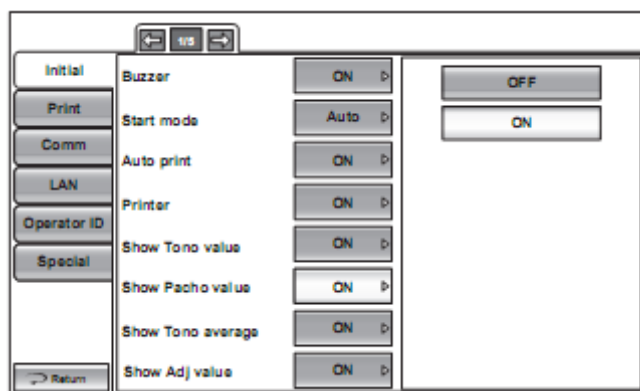 1/5
Initial
Print
Comm
LAN
Operator ID
Special
Return
Buzzer ON
Start mode Auto
Auto print ON
Printer ON
Show Tono value ON
Show Pacho value ON
Show Tono average ON
Show Adj value ON
OFF
ON